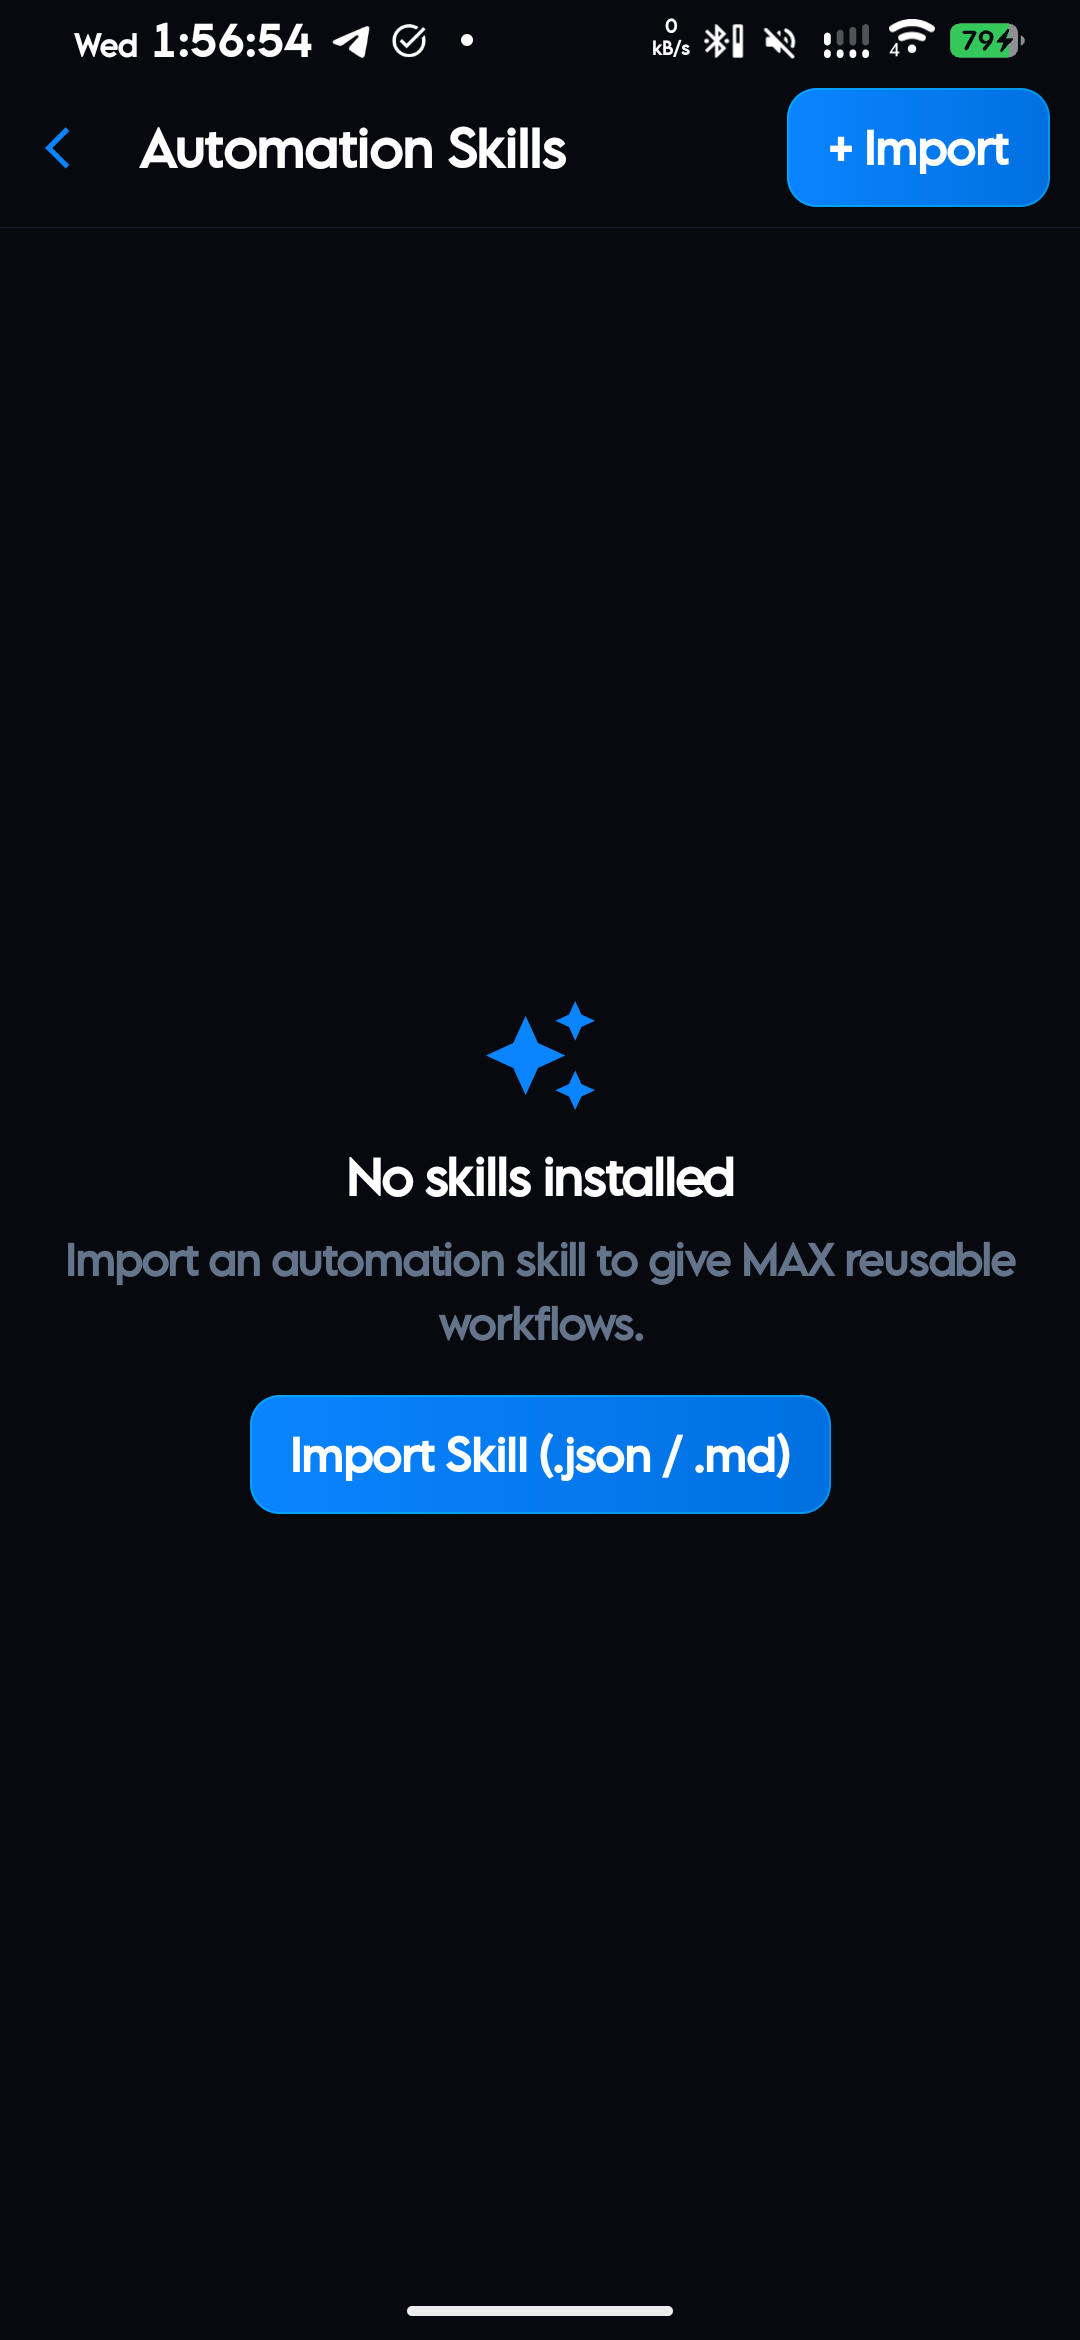 Wed 1:56:54
0
kB/s
4
79
Automation Skills
+ Import
No skills installed
Import an automation skill to give MAX reusable
workflows.
Import Skill (.json / .md)